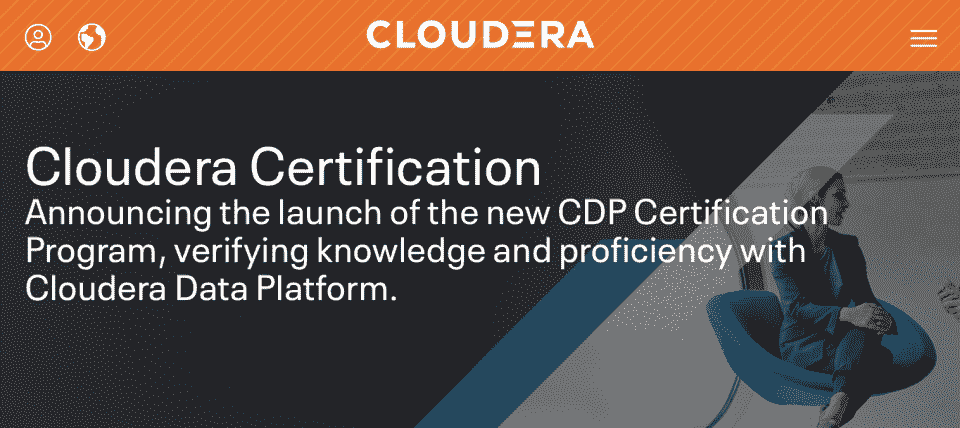 CLOUDERA
Cloudera Certification
Announcing the launch of the new CDP Certification
Program, verifying knowledge and proficiency with
Cloudera Data Platform.